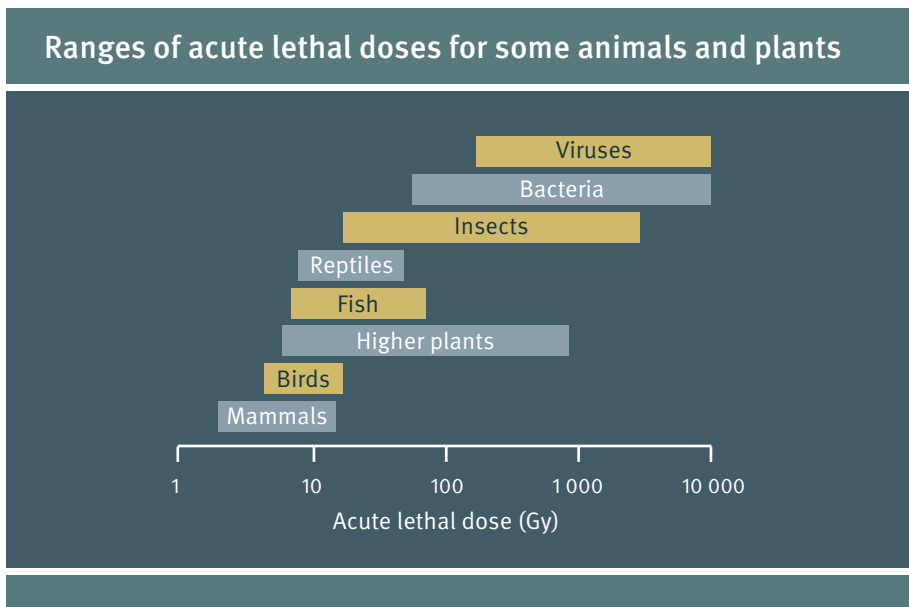 Ranges of acute lethal doses for some animals and plants
Viruses
Bacteria
Insects
Reptiles
Fish
Higher plants
Birds
Mammals
1 10 100 1 000 10 000
Acute lethal dose (Gy)